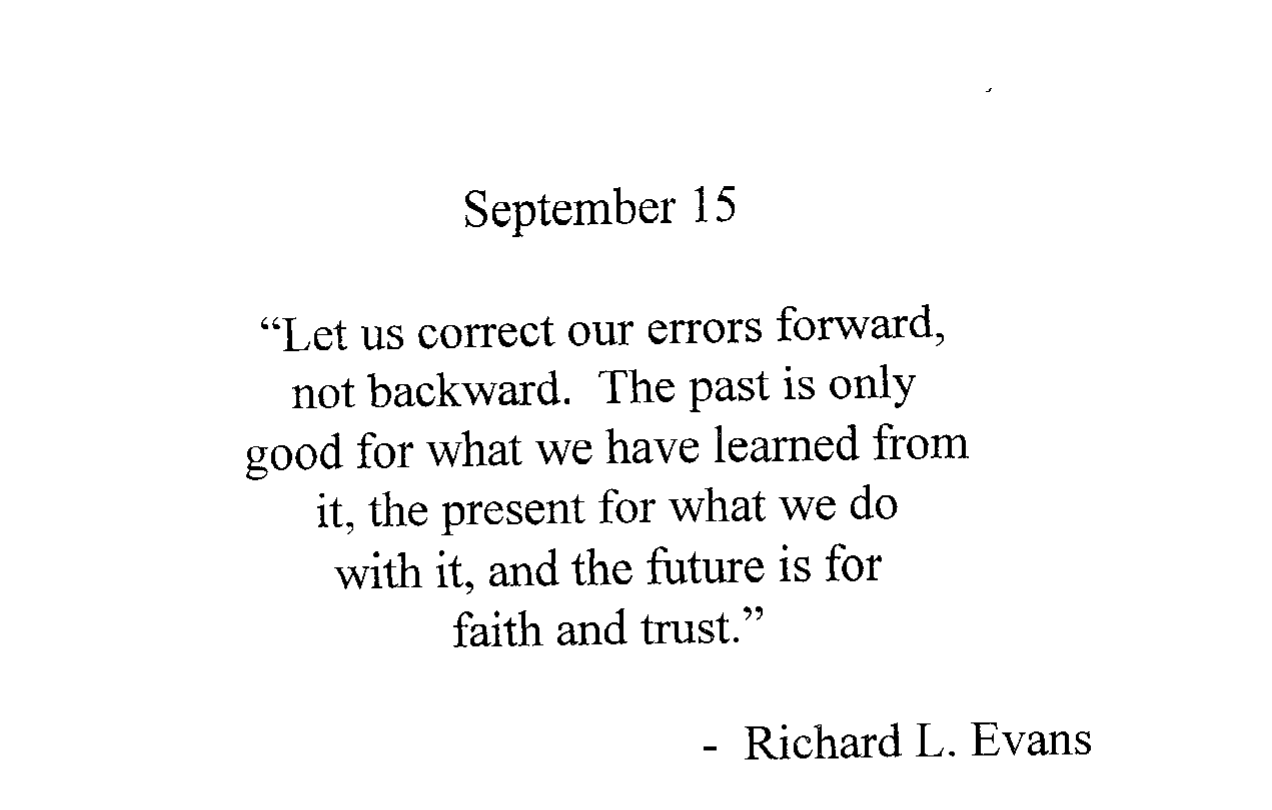 September 15
“Let us correct our errors forward,
not backward.  The past is only
good for what we have learned from
it, the present for what we do
with it, and the future is for
faith and trust.”
-  Richard L. Evans